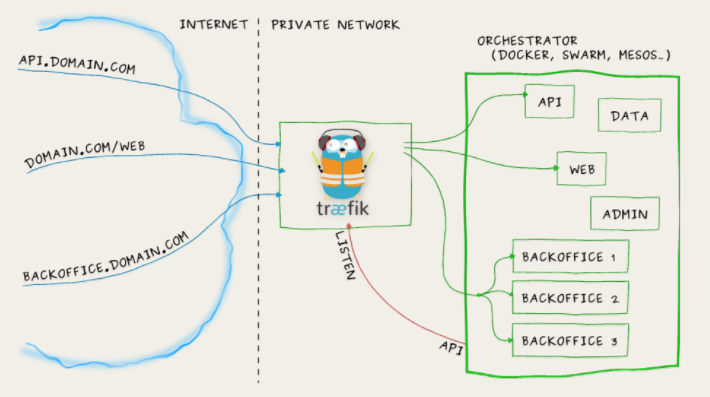 INTERNET
PRIVATE NETWORK
ORCHESTRATOR
(DOCKER, SWARM, MESOS...)
API.DOMAIN.COM
DOMAIN.COM/WEB
BACKOFFICE.DOMAIN.COM
træfik
LISTEN
API
API
DATA
WEB
ADMIN
BACKOFFICE 1
BACKOFFICE 2
BACKOFFICE 3